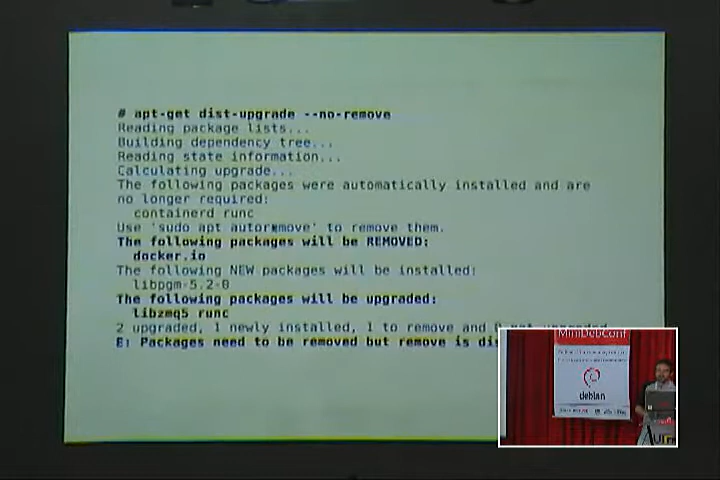 # apt-get dist-upgrade --no-remove
Reading package lists...
Building dependency tree...
Reading state information...
Calculating upgrade...
The following packages were automatically installed and are
no longer required:
containerd runc
Use 'sudo apt autoremove' to remove them.
The following packages will be REMOVED:
docker.io
The following NEW packages will be installed:
libpgm-5.2-0
The following packages will be upgraded:
libzmq5 runc
2 upgraded, 1 newly installed, 1 to remove and 0 not upgraded
E: Packages need to be removed but remove is dis
MiniDebConf
debian